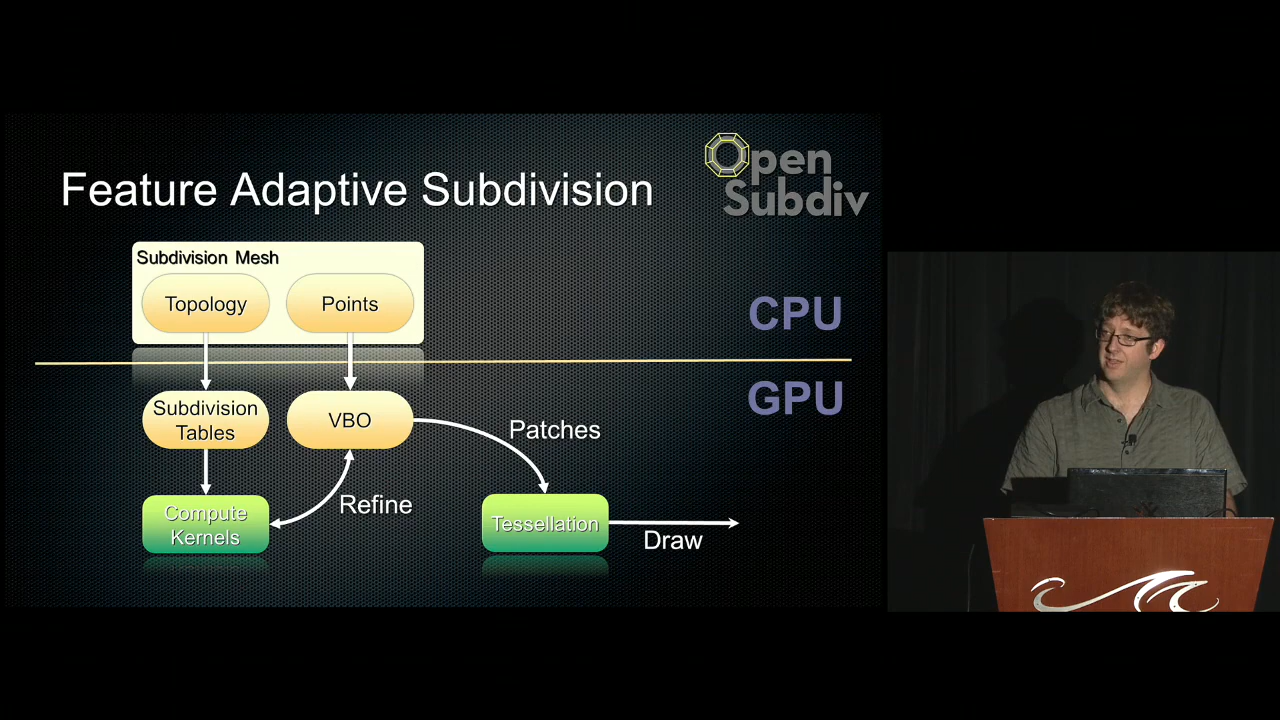 Open
Subdiv
Feature Adaptive Subdivision
Subdivision Mesh
Topology
Points
CPU
GPU
Subdivision
Tables
VBO
Patches
Refine
Compute
Kernels
Tessellation
Draw